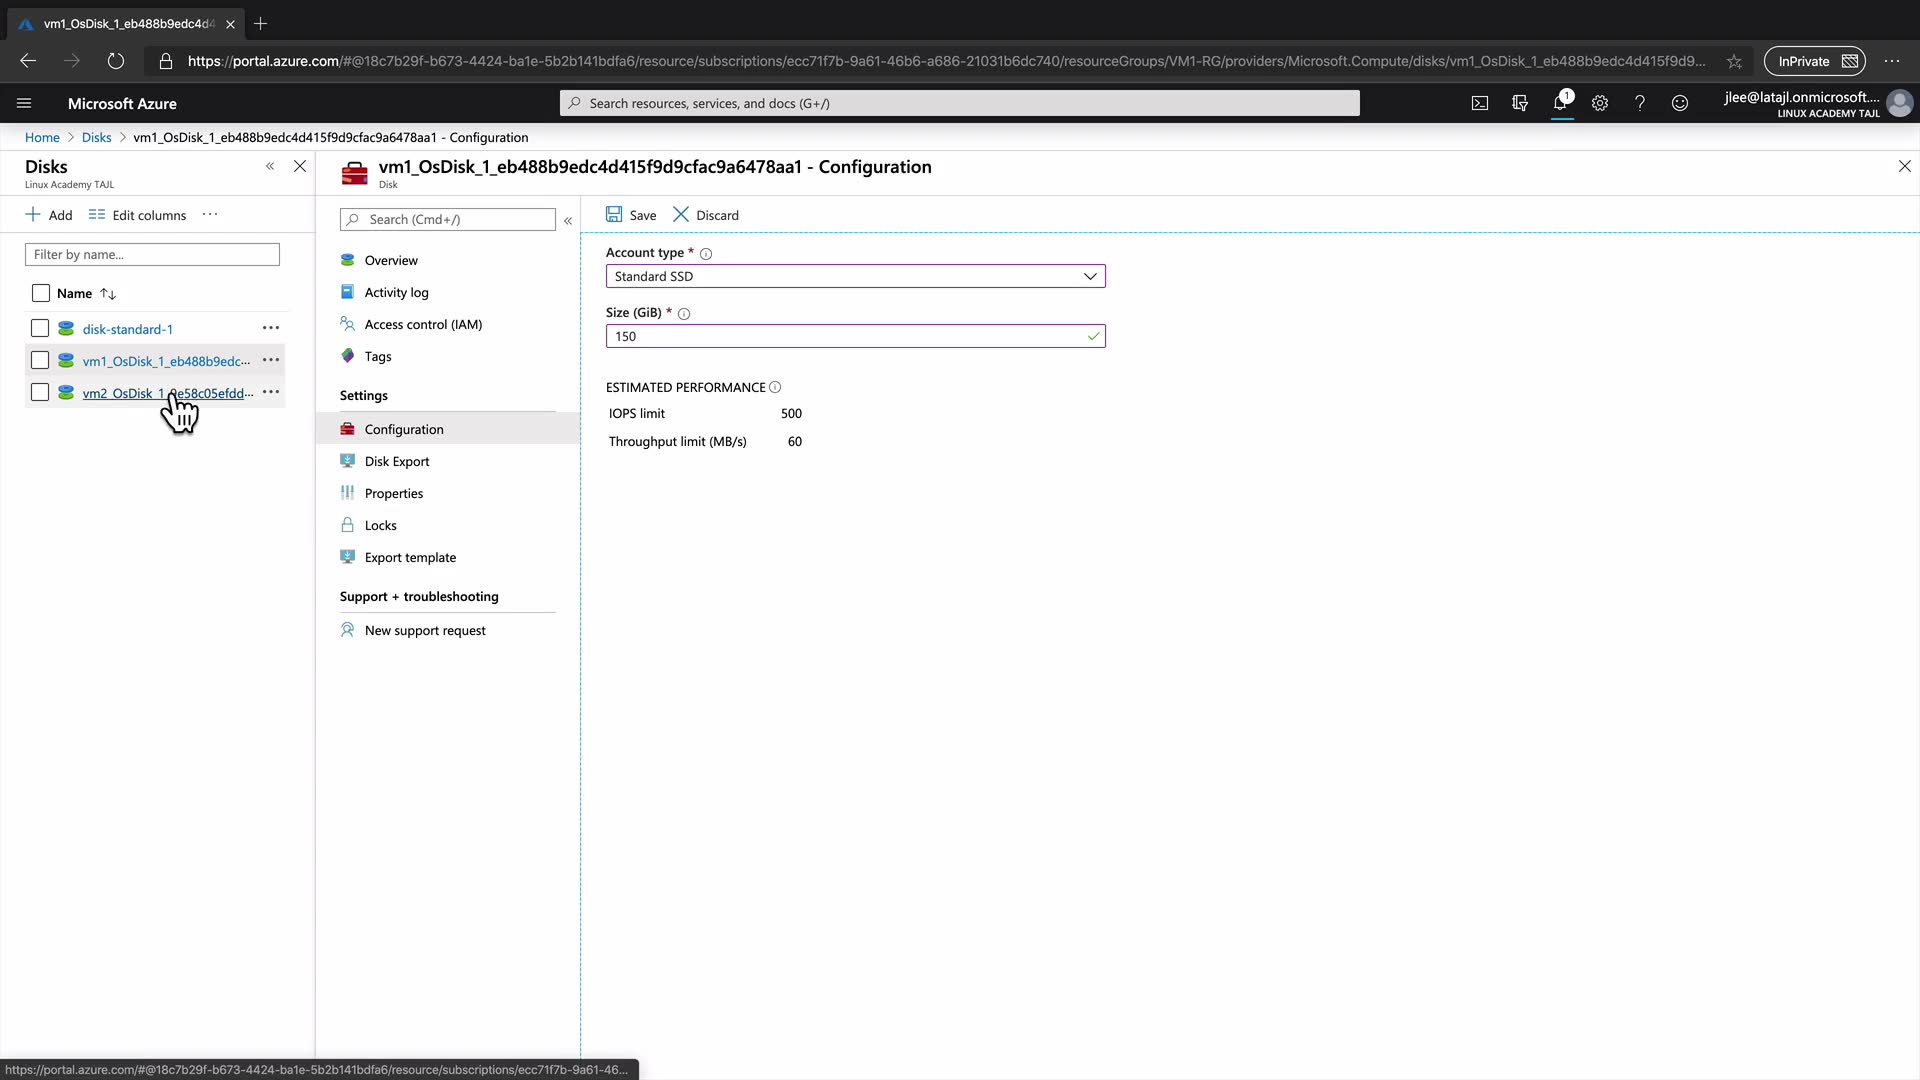 vm1_OsDisk_1_eb488b9edc4d4
https://portal.azure.com/#@18c7b29f-b673-4424-ba1e-5b2b141bdfa6/resource/subscriptions/ecc71f7b-9a61-46b6-a686-21031b6dc740/resourceGroups/VM1-RG/providers/Microsoft.Compute/disks/vm1_OsDisk_1_eb488b9edc4d415f9d9...
InPrivate
Microsoft Azure
Search resources, services, and docs (G+/)
1
jlee@latajl.onmicrosoft....
LINUX ACADEMY TAJL
Home > Disks > vm1_OsDisk_1_eb488b9edc4d415f9d9cfac9a6478aa1 - Configuration
Disks
Linux Academy TAJL
vm1_OsDisk_1_eb488b9edc4d415f9d9cfac9a6478aa1 - Configuration
Disk
Add
Edit columns
Filter by name...
Name
disk-standard-1
vm1_OsDisk_1_eb488b9edc...
vm2_OsDisk_1_9e58c05efdd...
Search (Cmd+/)
Overview
Activity log
Access control (IAM)
Tags
Settings
Configuration
Disk Export
Properties
Locks
Export template
Support + troubleshooting
New support request
Save
Discard
Account type *
Standard SSD
Size (GiB) *
150
ESTIMATED PERFORMANCE
IOPS limit 500
Throughput limit (MB/s) 60
https://portal.azure.com/#@18c7b29f-b673-4424-ba1e-5b2b141bdfa6/resource/subscriptions/ecc71f7b-9a61-46...